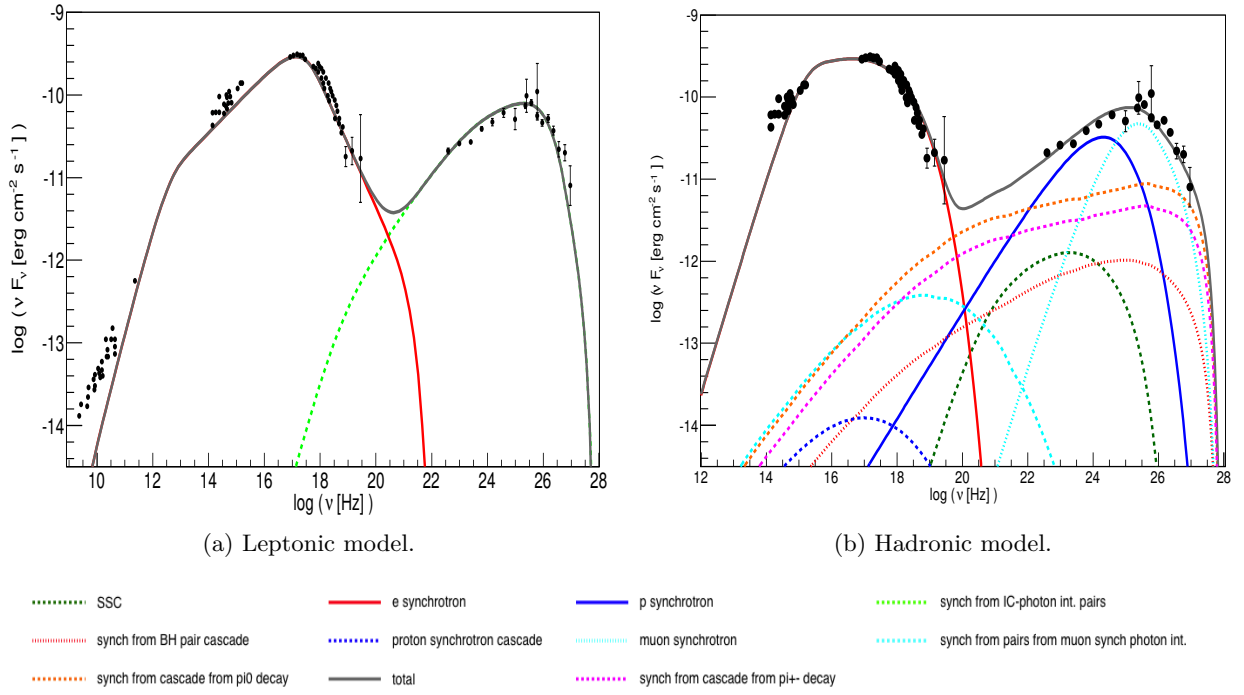 -9
-10
-11
-12
-13
-14
log ( ν Fν [erg cm-2 s-1] )
10 12 14 16 18 20 22 24 26 28
log ( ν [Hz] )
(a) Leptonic model.
-9
-10
-11
-12
-13
-14
log ( ν Fν [erg cm-2 s-1] )
12 14 16 18 20 22 24 26 28
log ( ν [Hz] )
(b) Hadronic model.
SSC e synchrotron p synchrotron synch from IC-photon int. pairs
synch from BH pair cascade proton synchrotron cascade muon synchrotron synch from pairs from muon synch photon int.
synch from cascade from pi0 decay total synch from cascade from pi+- decay